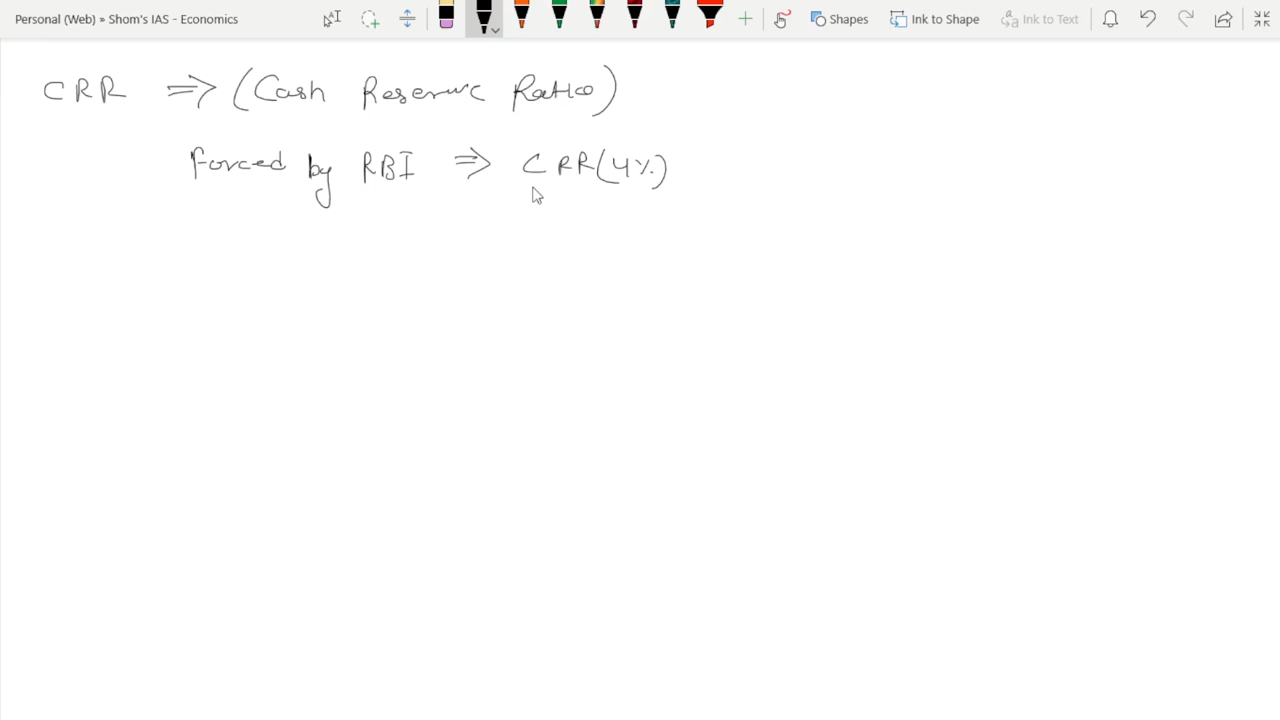 Personal (Web) » Shom's IAS - Economics Shapes Ink to Shape Ink to Text
CRR ⇒ (Cash Reserve Ratio)
Forced by RBI ⇒ CRR(4%)